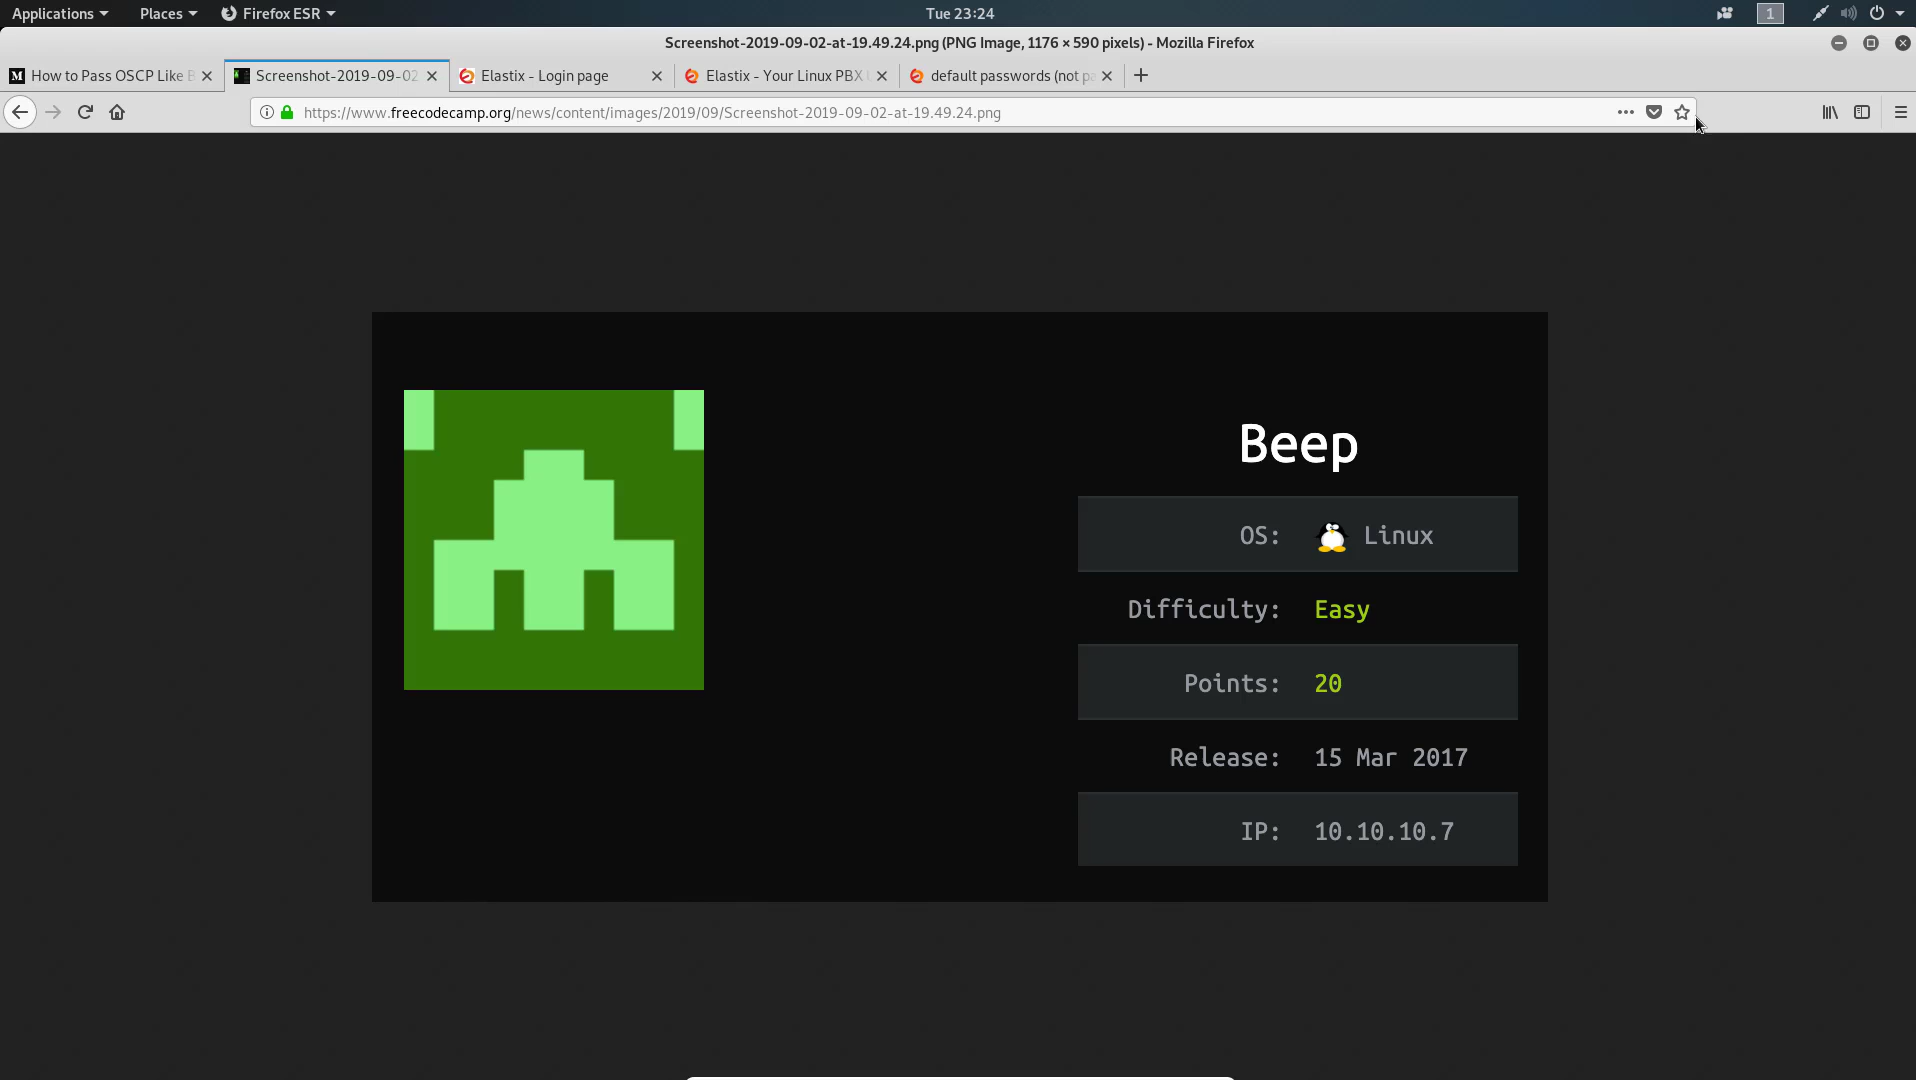 Applications Places Firefox ESR Tue 23:24 1
Screenshot-2019-09-02-at-19.49.24.png (PNG Image, 1176 × 590 pixels) - Mozilla Firefox
How to Pass OSCP Like B Screenshot-2019-09-02 Elastix - Login page Elastix - Your Linux PBX default passwords (not pa
https://www.freecodecamp.org/news/content/images/2019/09/Screenshot-2019-09-02-at-19.49.24.png
Beep
OS: Linux
Difficulty: Easy
Points: 20
Release: 15 Mar 2017
IP: 10.10.10.7